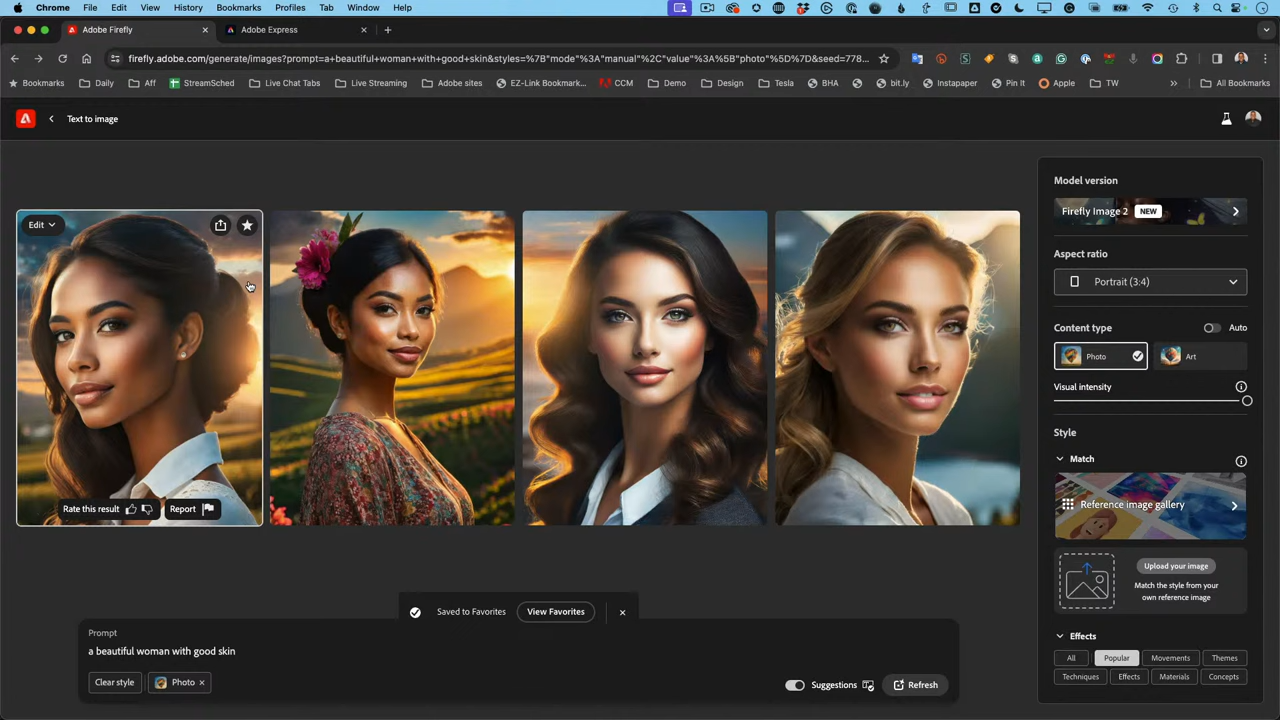 Chrome File Edit View History Bookmarks Profiles Tab Window Help
Adobe Firefly Adobe Express
firefly.adobe.com/generate/images?prompt=a+beautiful+woman+with+good+skin&styles=%7B"mode"%3A"manual"%2C"value"%3A%5B"photo"%5D%7D&seed=778...
Bookmarks Daily Aff StreamSched Live Chat Tabs Live Streaming Adobe sites EZ-Link Bookmark... CCM Demo Design Tesla BHA bit.ly Instapaper Pin It Apple TW All Bookmarks
Text to image
Edit
Rate this result Report
Model version
Firefly Image 2 NEW
Aspect ratio
Portrait (3:4)
Content type Auto
Photo Art
Visual intensity
Style
Match
Reference image gallery
Upload your image
Match the style from your
own reference image
Effects
All Popular Movements Themes
Techniques Effects Materials Concepts
Saved to Favorites View Favorites
Prompt
a beautiful woman with good skin
Clear style Photo
Suggestions Refresh